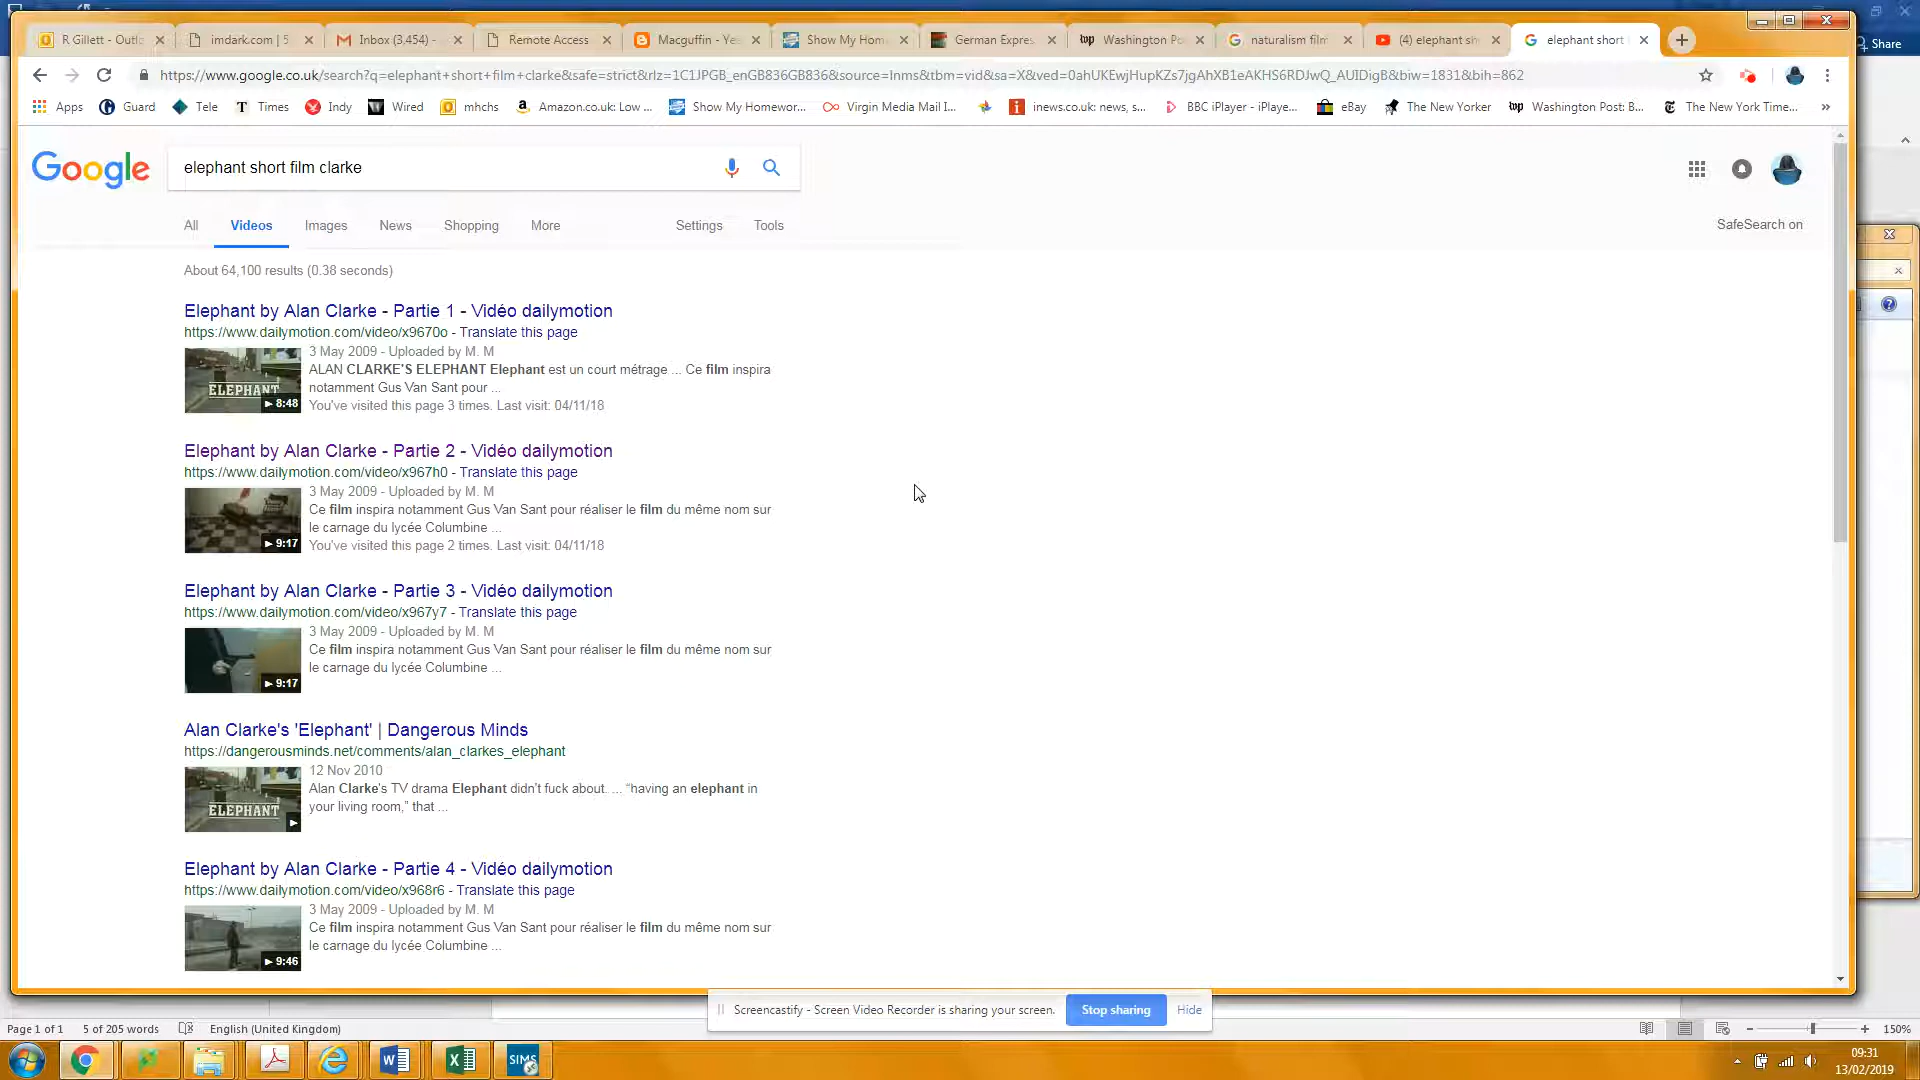 R Gillett - Outlo
imdark.com | 5
Inbox (3,454) -
Remote Access
Macguffin - Yes
Show My Hom
German Expres
wp Washington Po
naturalism film
(4) elephant sh
elephant short
Share
https://www.google.co.uk/search?q=elephant+short+film+clarke&safe=strict&rlz=1C1JPGB_enGB836GB836&source=lnms&tbm=vid&sa=X&ved=0ahUKEwjHupKZs7jgAhXB1eAKHS6RDJwQ_AUIDigB&biw=1831&bih=862
Apps
Guard
Tele
T Times
Indy
Wired
mhchs
Amazon.co.uk: Low ...
Show My Homewor...
Virgin Media Mail I...
inews.co.uk: news, s...
BBC iPlayer - iPlaye...
eBay
The New Yorker
wp Washington Post: B...
The New York Time...
»
Google
elephant short film clarke
All
Videos
Images
News
Shopping
More
Settings
Tools
SafeSearch on
About 64,100 results (0.38 seconds)
Elephant by Alan Clarke - Partie 1 - Vidéo dailymotion
https://www.dailymotion.com/video/x9670o - Translate this page
3 May 2009 - Uploaded by M. M
ALAN CLARKE'S ELEPHANT Elephant est un court métrage ... Ce film inspira
notamment Gus Van Sant pour ...
You've visited this page 3 times. Last visit: 04/11/18
ELEPHANT
8:48
Elephant by Alan Clarke - Partie 2 - Vidéo dailymotion
https://www.dailymotion.com/video/x967h0 - Translate this page
3 May 2009 - Uploaded by M. M
Ce film inspira notamment Gus Van Sant pour réaliser le film du même nom sur
le carnage du lycée Columbine ...
You've visited this page 2 times. Last visit: 04/11/18
9:17
Elephant by Alan Clarke - Partie 3 - Vidéo dailymotion
https://www.dailymotion.com/video/x967y7 - Translate this page
3 May 2009 - Uploaded by M. M
Ce film inspira notamment Gus Van Sant pour réaliser le film du même nom sur
le carnage du lycée Columbine ...
9:17
Alan Clarke's 'Elephant' | Dangerous Minds
https://dangerousminds.net/comments/alan_clarkes_elephant
12 Nov 2010
Alan Clarke's TV drama Elephant didn't fuck about. ... “having an elephant in
your living room,” that ...
ELEPHANT
Elephant by Alan Clarke - Partie 4 - Vidéo dailymotion
https://www.dailymotion.com/video/x968r6 - Translate this page
3 May 2009 - Uploaded by M. M
Ce film inspira notamment Gus Van Sant pour réaliser le film du même nom sur
le carnage du lycée Columbine ...
9:46
Screencastify - Screen Video Recorder is sharing your screen.
Stop sharing
Hide
Page 1 of 1
5 of 205 words
English (United Kingdom)
150%
SIMS
09:31
13/02/2019